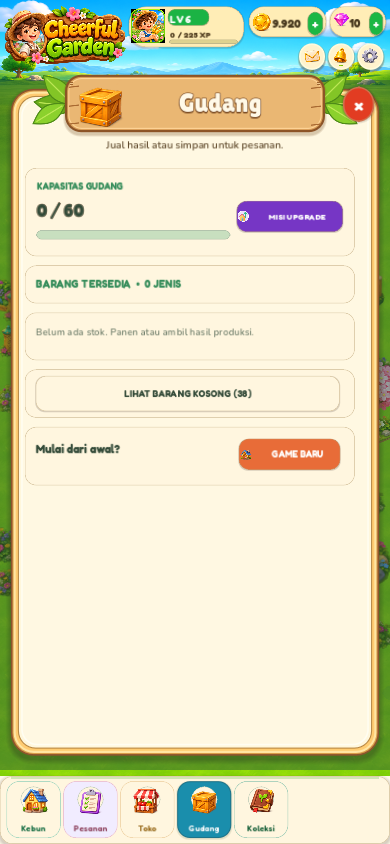 Cheerful
Garden
LV 6
0 / 225 XP
9.920
+
10
+
Gudang
Jual hasil atau simpan untuk pesanan.
KAPASITAS GUDANG
0 / 60
MISI UPGRADE
BARANG TERSEDIA • 0 JENIS
Belum ada stok. Panen atau ambil hasil produksi.
LIHAT BARANG KOSONG (38)
Mulai dari awal?
GAME BARU
Kebun
Pesanan
Toko
Gudang
Koleksi